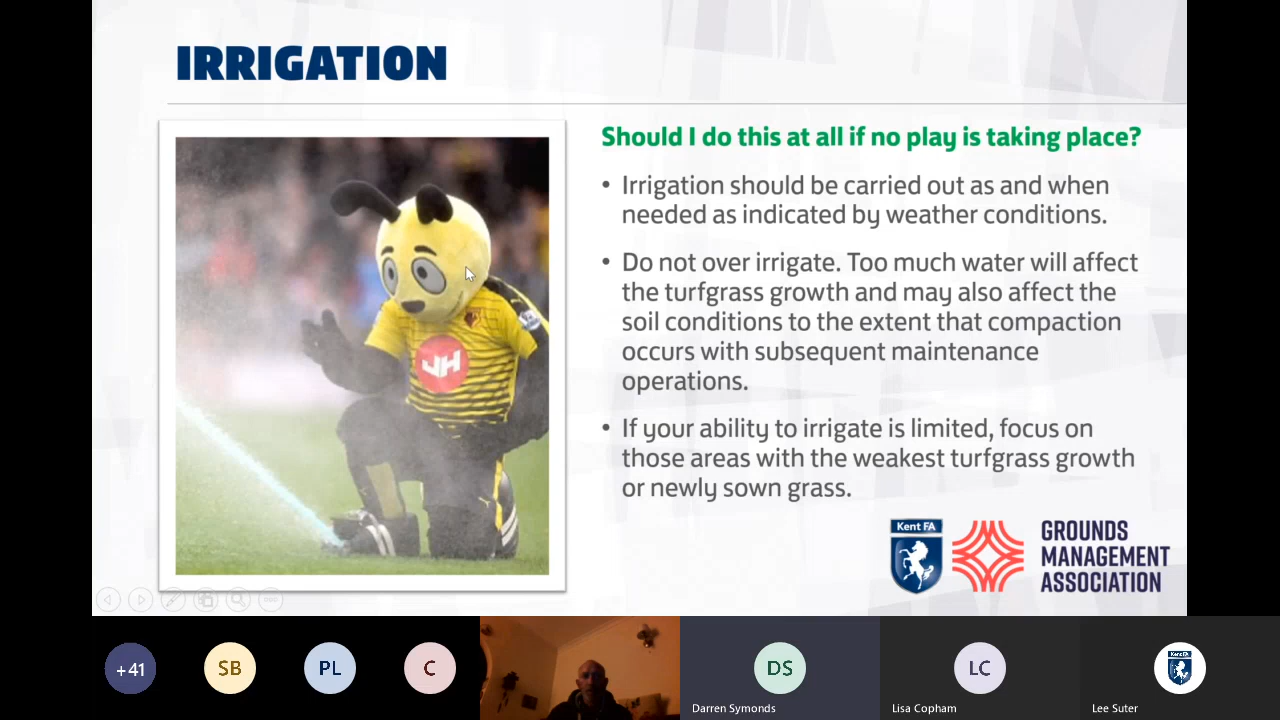 IRRIGATION
Should I do this at all if no play is taking place?
• Irrigation should be carried out as and when
needed as indicated by weather conditions.
• Do not over irrigate. Too much water will affect
the turfgrass growth and may also affect the
soil conditions to the extent that compaction
occurs with subsequent maintenance
operations.
• If your ability to irrigate is limited, focus on
those areas with the weakest turfgrass growth
or newly sown grass.
JH
Kent FA
GROUNDS
MANAGEMENT
ASSOCIATION
+41
SB
PL
C
DS
LC
Kent FA
Darren Symonds
Lisa Copham
Lee Suter